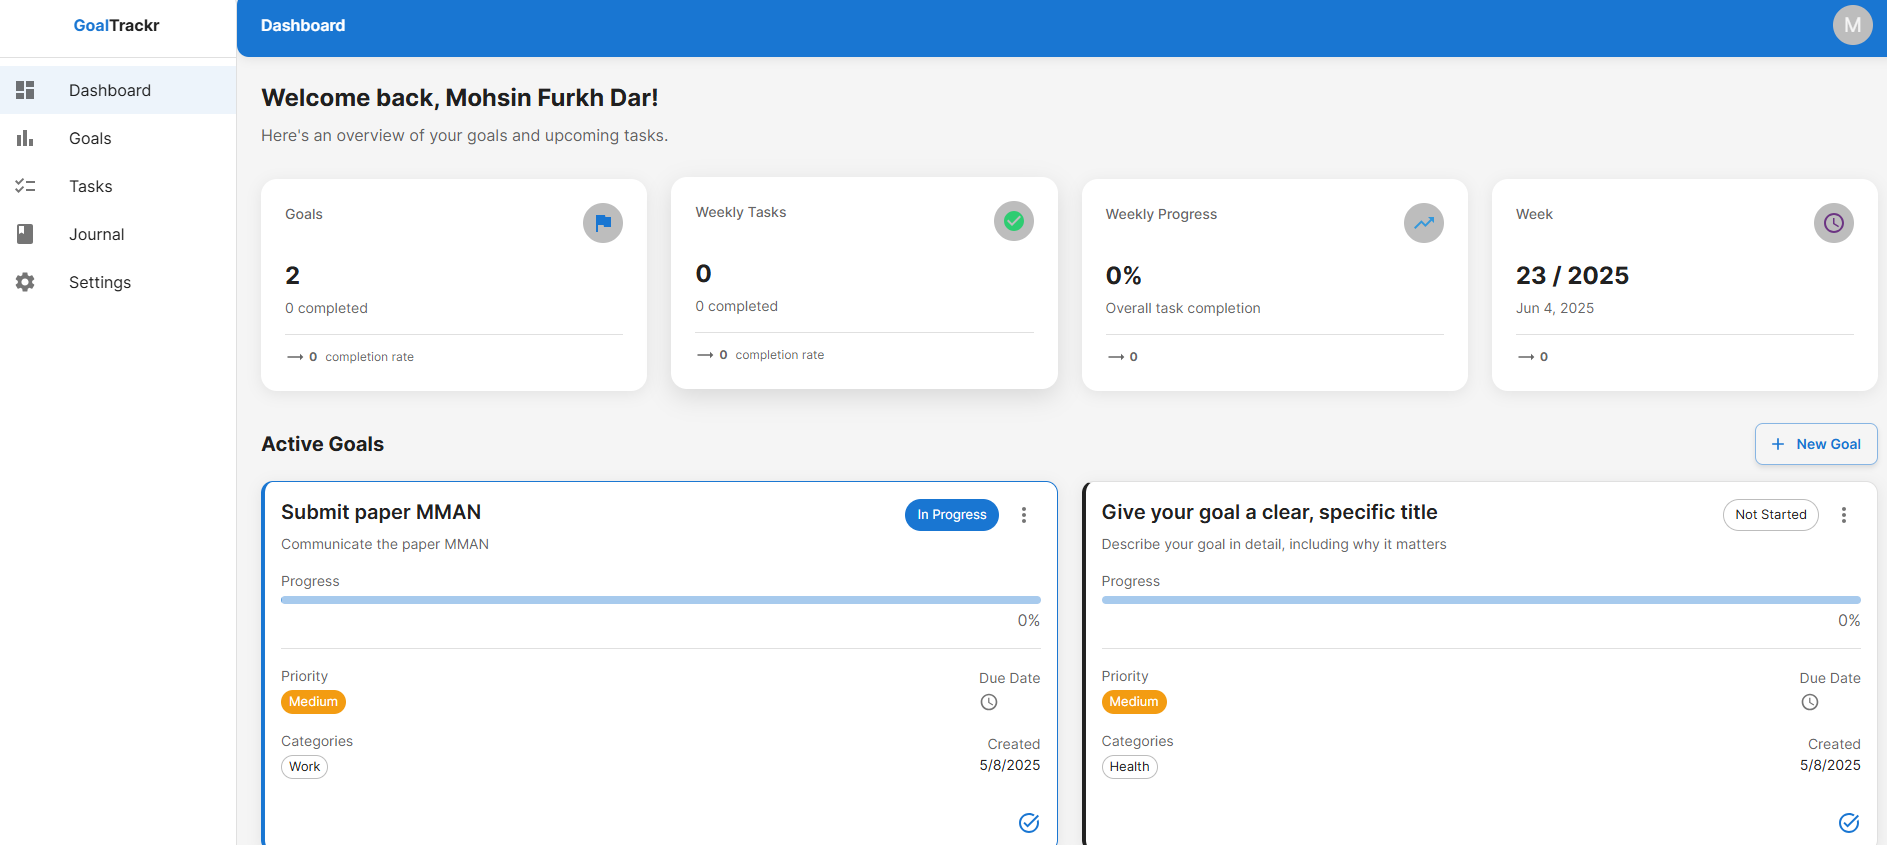 GoalTrackr
Dashboard
M
Dashboard
Goals
Tasks
Journal
Settings
Welcome back, Mohsin Furkh Dar!
Here's an overview of your goals and upcoming tasks.
Goals
2
0 completed
0 completion rate
Weekly Tasks
0
0 completed
0 completion rate
Weekly Progress
0%
Overall task completion
0
Week
23 / 2025
Jun 4, 2025
0
Active Goals
New Goal
Submit paper MMAN
In Progress
Communicate the paper MMAN
Progress
0%
Priority
Due Date
Medium
Categories
Created
Work
5/8/2025
Give your goal a clear, specific title
Not Started
Describe your goal in detail, including why it matters
Progress
0%
Priority
Due Date
Medium
Categories
Created
Health
5/8/2025